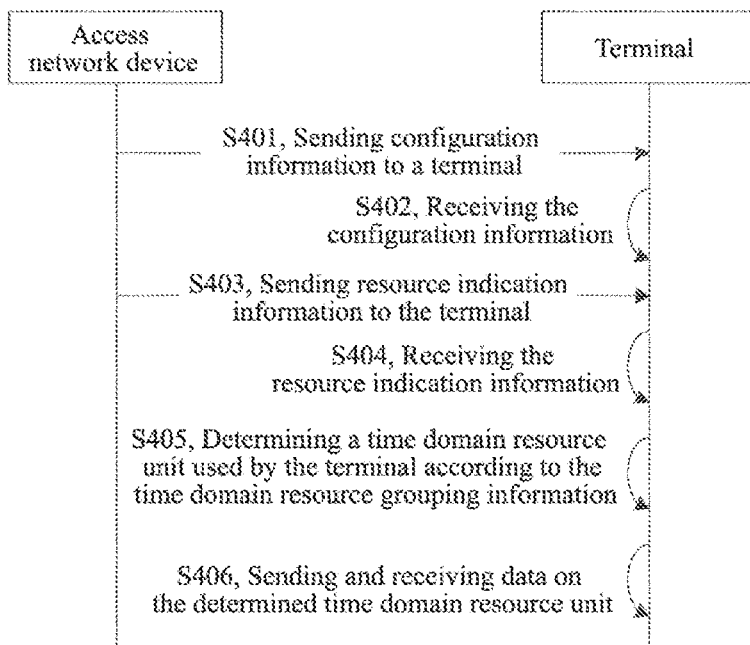 Access
network device
Terminal
S401, Sending configuration
information to a terminal
S402, Receiving the
configuration information
S403, Sending resource indication
information to the terminal
S404, Receiving the
resource indication information
S405, Determining a time domain resource
unit used by the terminal according to the
time domain resource grouping information
S406, Sending and receiving data on
the determined time domain resource unit